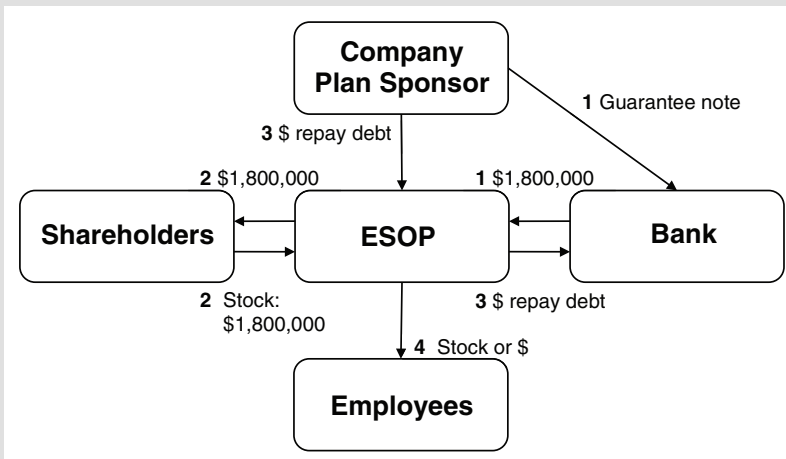 Company
Plan Sponsor
1 Guarantee note
3 $ repay debt
2 $1,800,000
1 $1,800,000
Shareholders
ESOP
Bank
2 Stock:
$1,800,000
3 $ repay debt
4 Stock or $
Employees